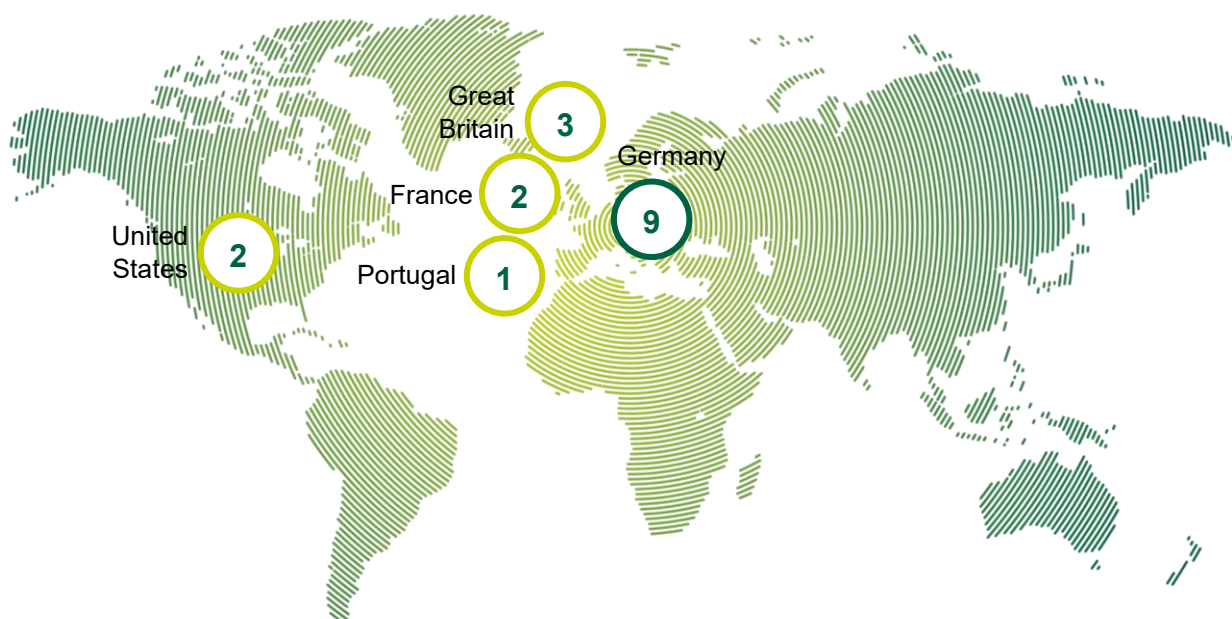 Great
Britain
3
Germany
France
2
9
United
States
2
Portugal
1